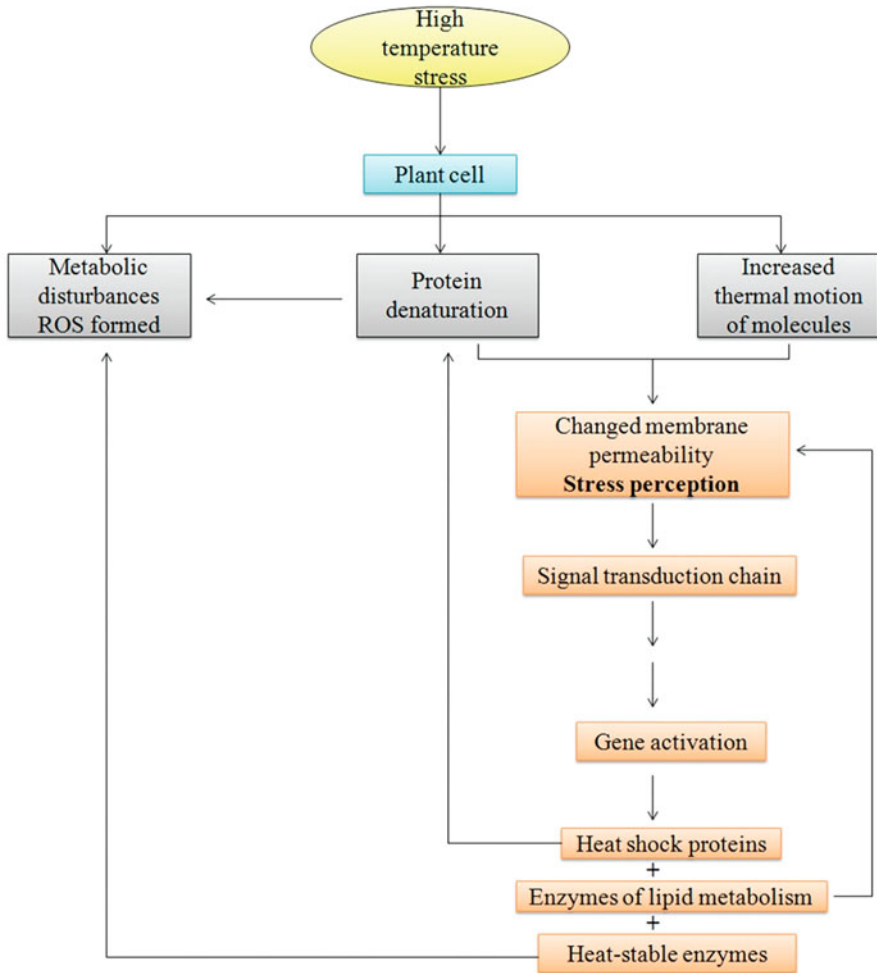 High
temperature
stress
Plant cell
Metabolic
disturbances
ROS formed
Protein
denaturation
Increased
thermal motion
of molecules
Changed membrane
permeability
Stress perception
Signal transduction chain
Gene activation
Heat shock proteins
+
Enzymes of lipid metabolism
+
Heat-stable enzymes